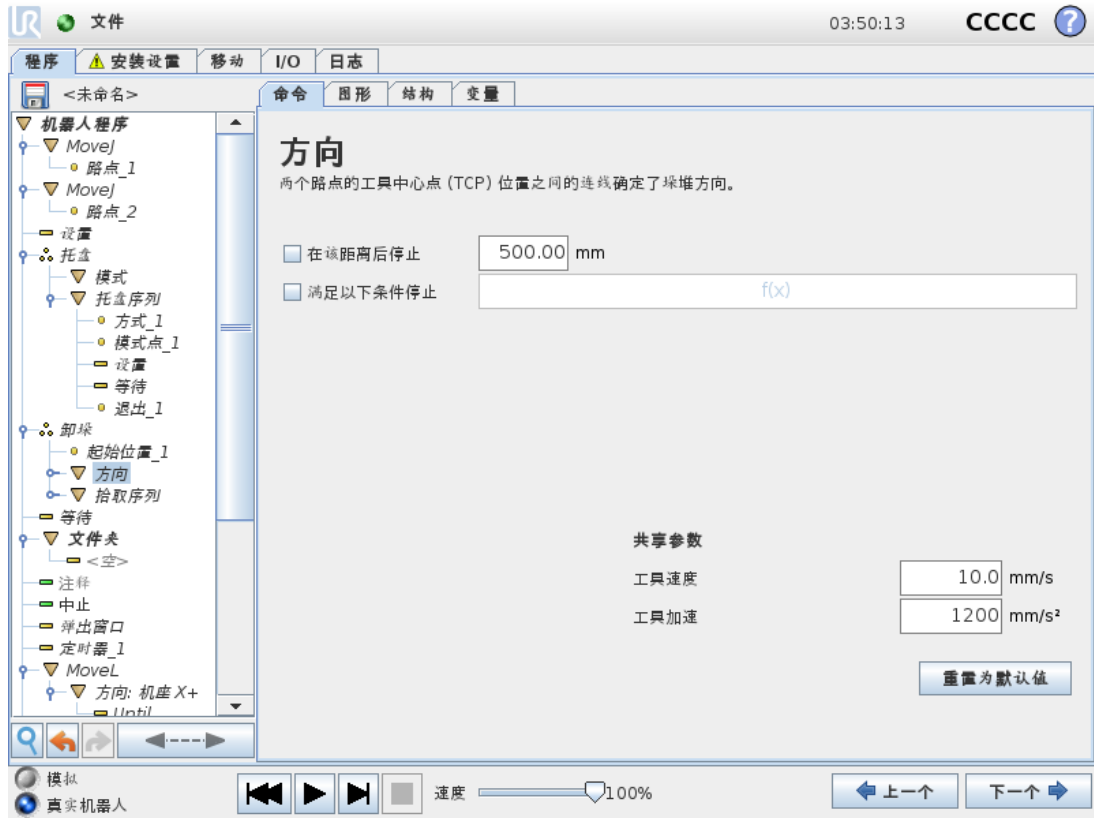 UR 文件 03:50:13 CCCC ?
程序 安装设置 移动 I/O 日志
<未命名> 命令 图形 结构 变量
机器人程序
MoveJ
路点_1
MoveJ
路点_2
设置
托盘
模式
托盘序列
方式_1
模式点_1
设置
等待
退出_1
卸垛
起始位置_1
方向
拾取序列
等待
文件夹
<空>
注释
中止
弹出窗口
定时器_1
MoveL
方向: 机座 X+
Until
方向
两个路点的工具中心点 (TCP) 位置之间的连线确定了垛堆方向。
在该距离后停止 500.00 mm
满足以下条件停止 f(x)
共享参数
工具速度 10.0 mm/s
工具加速 1200 mm/s²
重置为默认值
模拟
真实机器人
速度 100% 上一个 下一个